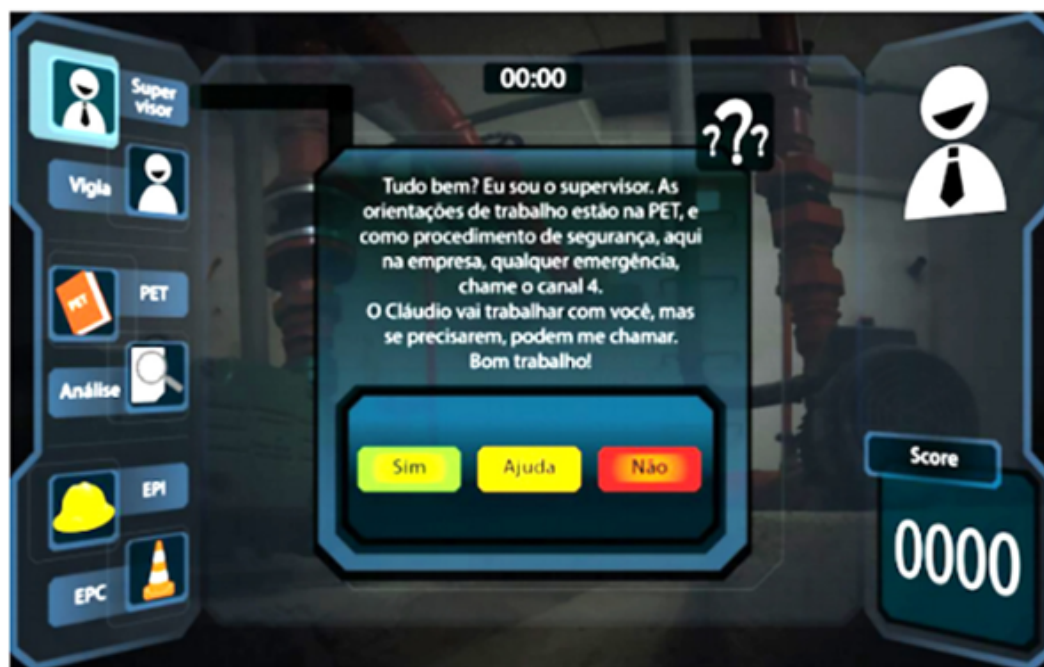 Super
visor
Vigia
PET
PET
Análise
EPI
EPC
00:00
???
Tudo bem? Eu sou o supervisor. As
orientações de trabalho estão na PET, e
como procedimento de segurança, aqui
na empresa, qualquer emergência,
chame o canal 4.
O Cláudio vai trabalhar com você, mas
se precisarem, podem me chamar.
Bom trabalho!
Sim
Ajuda
Não
Score
0000